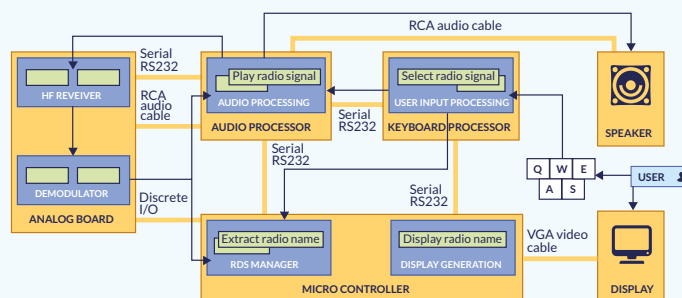 RCA audio cable
Serial
RS232
Play radio signal
AUDIO PROCESSING
AUDIO PROCESSOR
Select radio signal
USER INPUT PROCESSING
KEYBOARD PROCESSOR
SPEAKER
HF REVEIVER
RCA
audio
cable
Serial
RS232
DEMODULATOR
ANALOG BOARD
Discrete
I/O
Serial
RS232
Serial
RS232
Q W E
A S
USER
Extract radio name
RDS MANAGER
Display radio name
DISPLAY GENERATION
MICRO CONTROLLER
VGA video
cable
DISPLAY